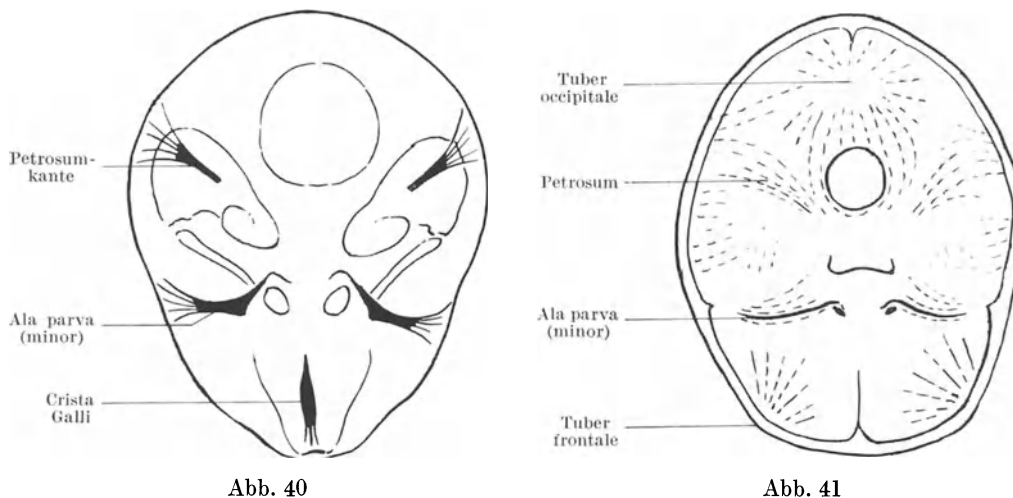 Petrosum-
kante
Ala parva
(minor)
Crista
Galli
Abb. 40
Tuber
occipitale
Petrosum
Ala parva
(minor)
Tuber
frontale
Abb. 41